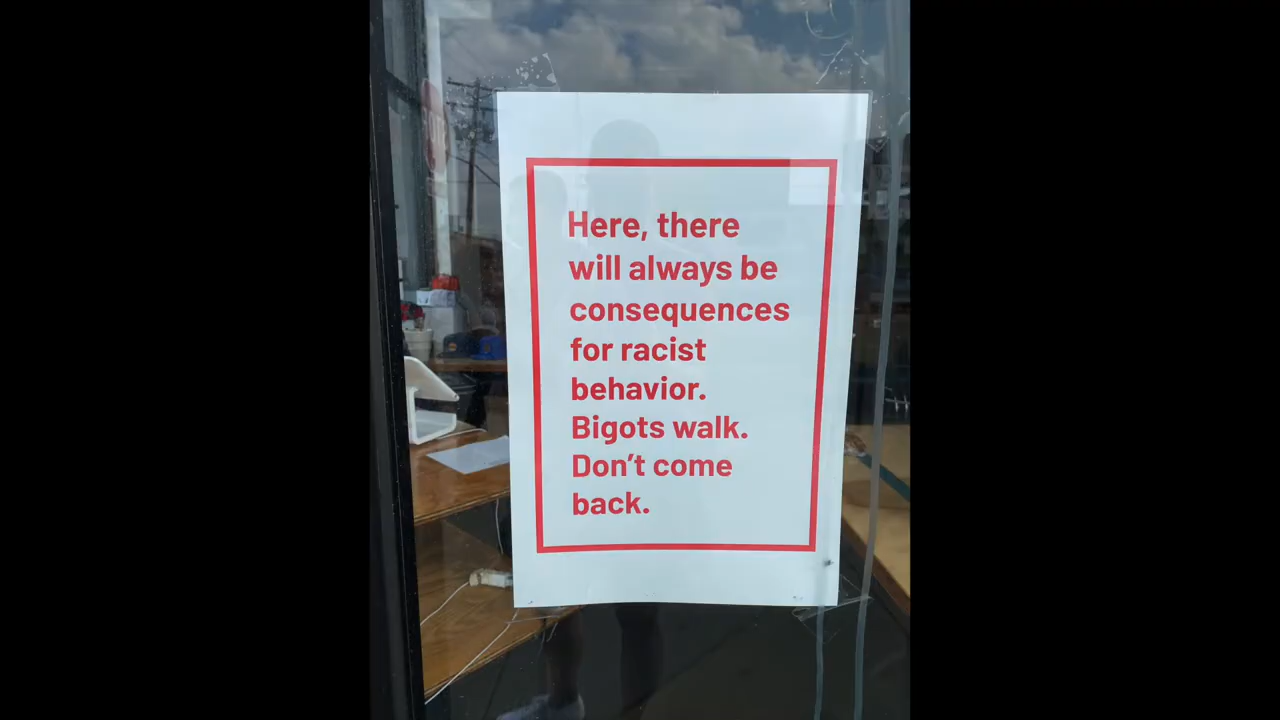 Here, there
will always be
consequences
for racist
behavior.
Bigots walk.
Don’t come
back.